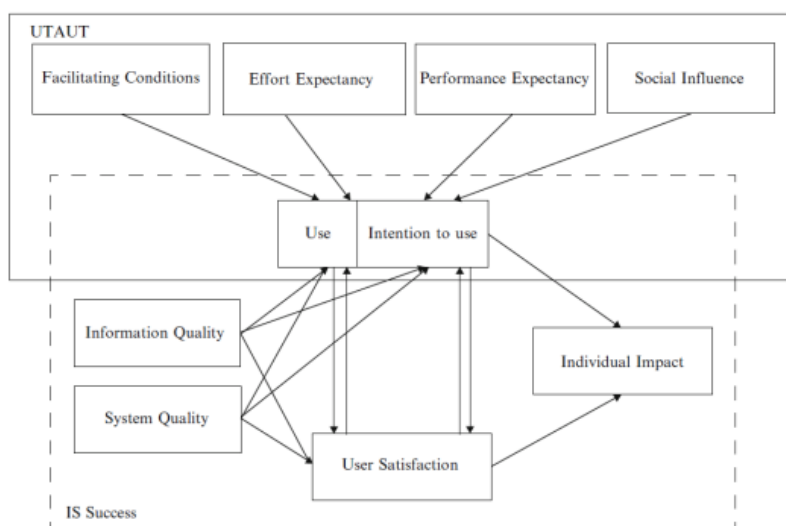 UTAUT
Facilitating Conditions
Effort Expectancy
Performance Expectancy
Social Influence
Use
Intention to use
Information Quality
Individual Impact
System Quality
User Satisfaction
IS Success